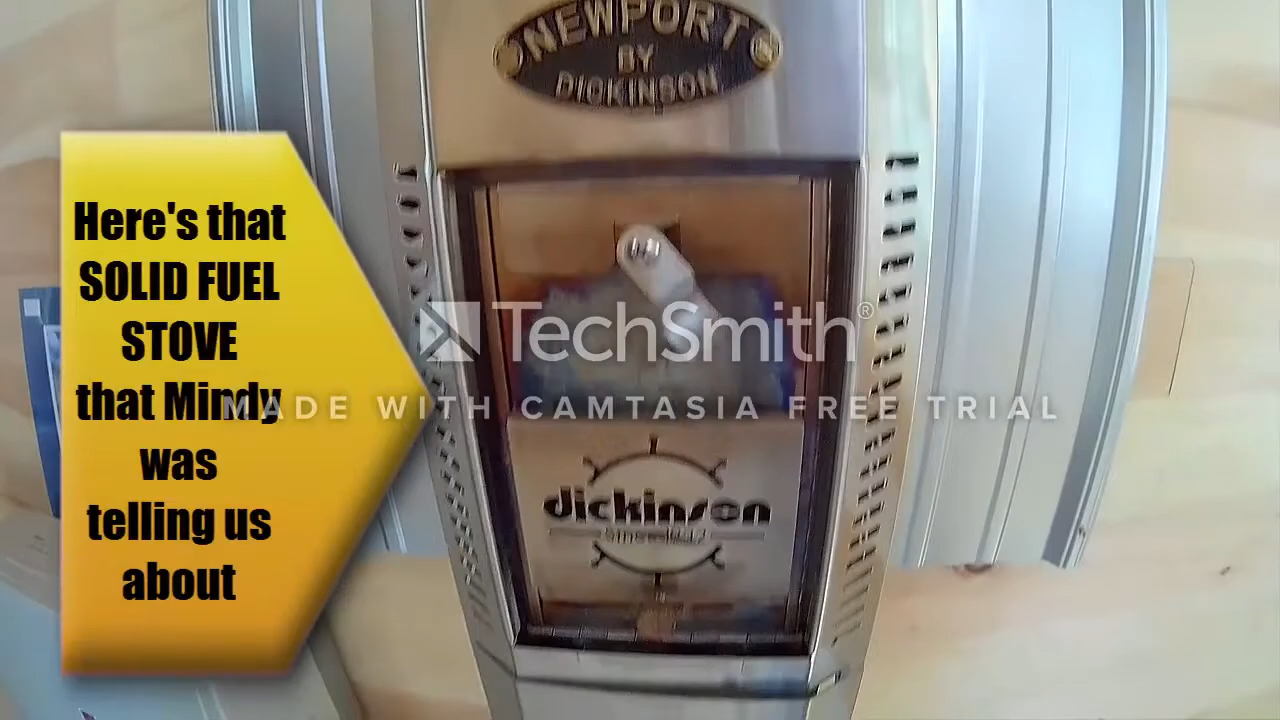 NEWPORT
BY
DICKINSON
Here's that
SOLID FUEL
STOVE
that Mindy
was
telling us
about
TechSmith®
MADE WITH CAMTASIA FREE TRIAL
dickinson